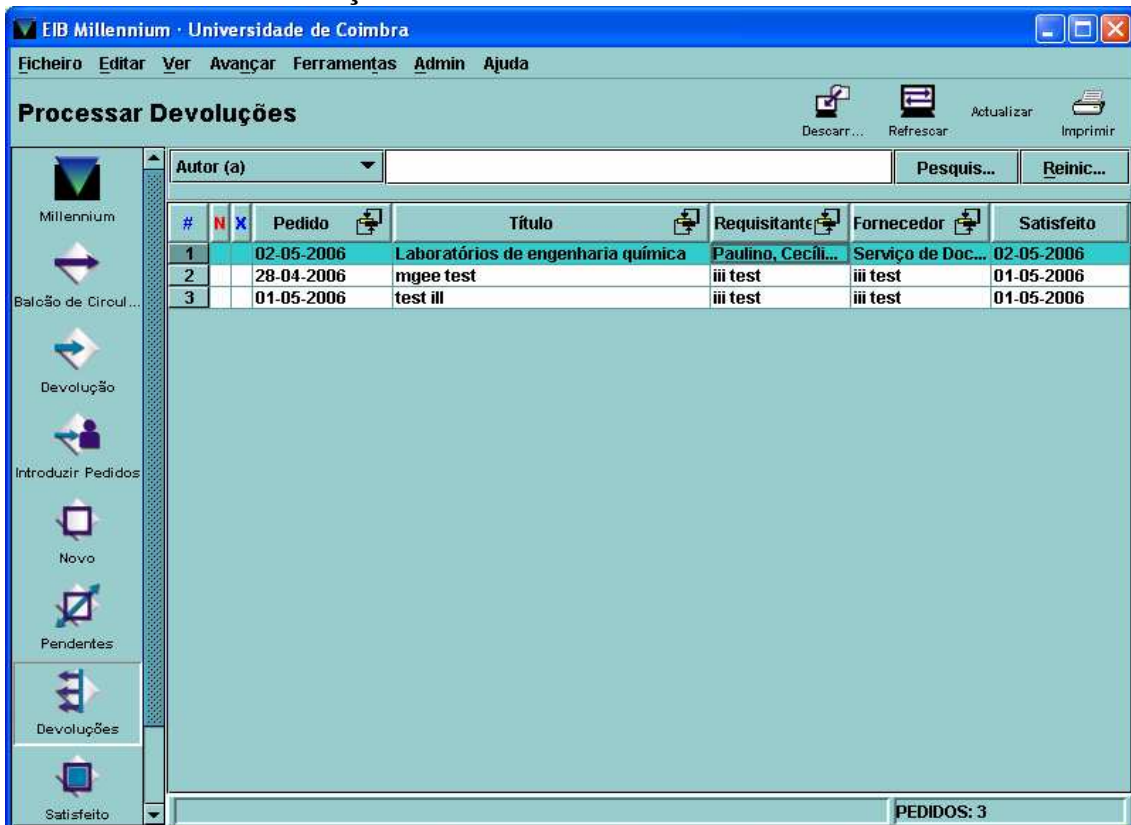 EIB Millennium · Universidade de Coimbra
Ficheiro Editar Ver Avançar Ferramentas Admin Ajuda
Processar Devoluções
Descarr... Refrescar Actualizar Imprimir
Autor (a) Pesquis... Reinic...
# N X Pedido Título Requisitante Fornecedor Satisfeito
1 02-05-2006 Laboratórios de engenharia química Paulino, Cecíli... Serviço de Doc... 02-05-2006
2 28-04-2006 mgee test iii test iii test 01-05-2006
3 01-05-2006 test ill iii test iii test 01-05-2006
Millennium
Balcão de Circul...
Devolução
Introduzir Pedidos
Novo
Pendentes
Devoluções
Satisfeito
PEDIDOS: 3